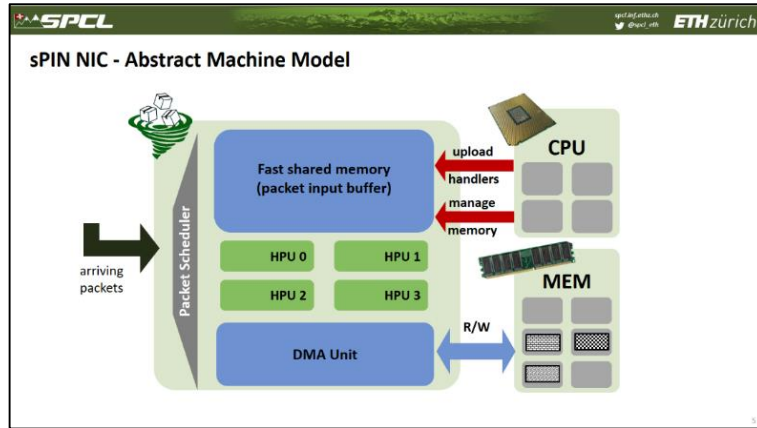 SPCL
spcl.inf.ethz.ch
@spcl_eth
ETH zürich
sPIN NIC - Abstract Machine Model
arriving
packets
Packet Scheduler
Fast shared memory
(packet input buffer)
HPU 0
HPU 1
HPU 2
HPU 3
DMA Unit
upload
handlers
manage
memory
R/W
CPU
MEM
5